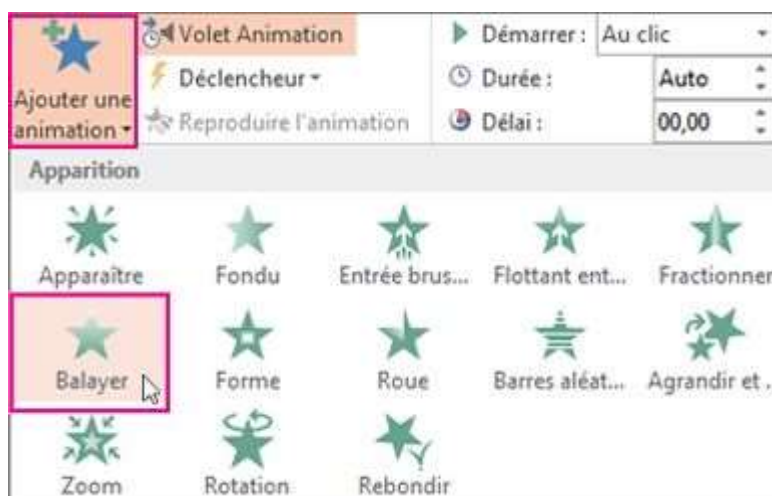 Volet Animation
Démarrer : Au clic
Déclencheur
Durée : Auto
Ajouter une
animation
Reproduire l'animation
Délai : 00,00
Apparition
Apparaître Fondu Entrée brus... Flottant ent... Fractionner
Balayer Forme Roue Barres aléat... Agrandir et .
Zoom Rotation Rebondir